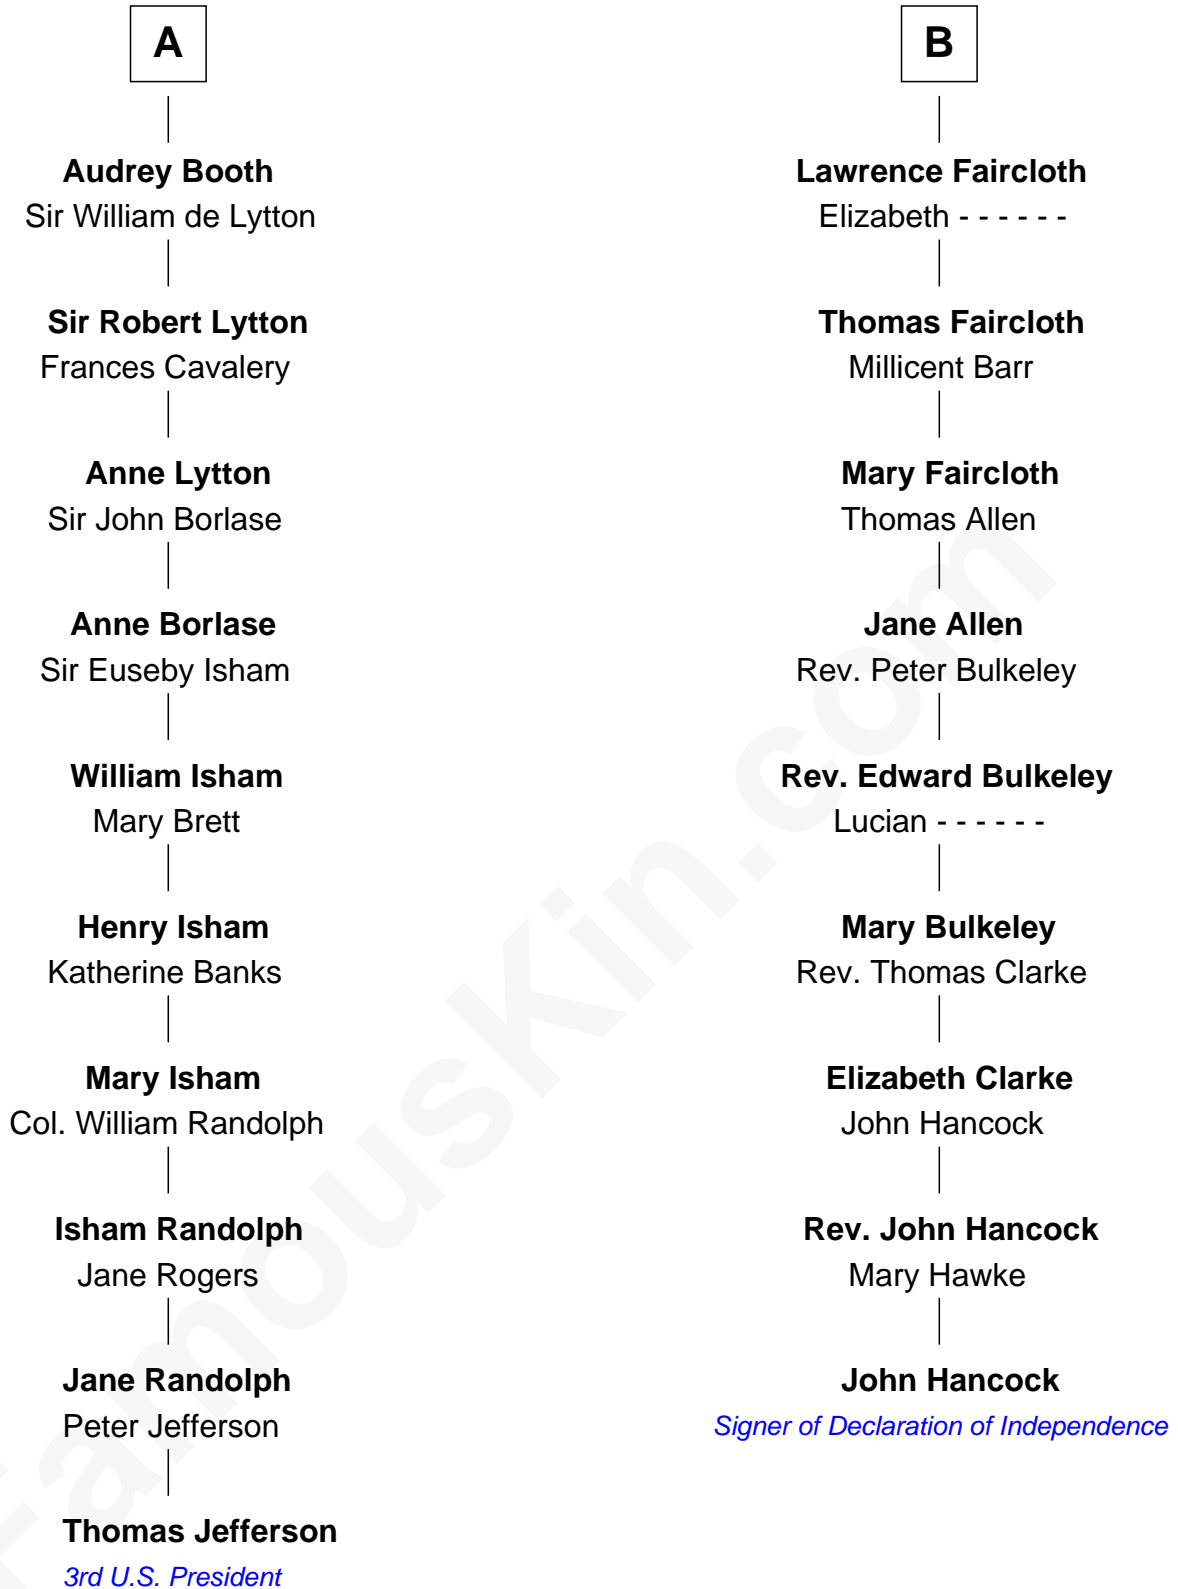 A
Audrey Booth
Sir William de Lytton
Sir Robert Lytton
Frances Cavalery
Anne Lytton
Sir John Borlase
Anne Borlase
Sir Euseby Isham
William Isham
Mary Brett
Henry Isham
Katherine Banks
Mary Isham
Col. William Randolph
Isham Randolph
Jane Rogers
Jane Randolph
Peter Jefferson
Thomas Jefferson
3rd U.S. President
B
Lawrence Faircloth
Elizabeth - - - - - -
Thomas Faircloth
Millicent Barr
Mary Faircloth
Thomas Allen
Jane Allen
Rev. Peter Bulkeley
Rev. Edward Bulkeley
Lucian - - - - - -
Mary Bulkeley
Rev. Thomas Clarke
Elizabeth Clarke
John Hancock
Rev. John Hancock
Mary Hawke
John Hancock
Signer of Declaration of Independence
FamousKin.com